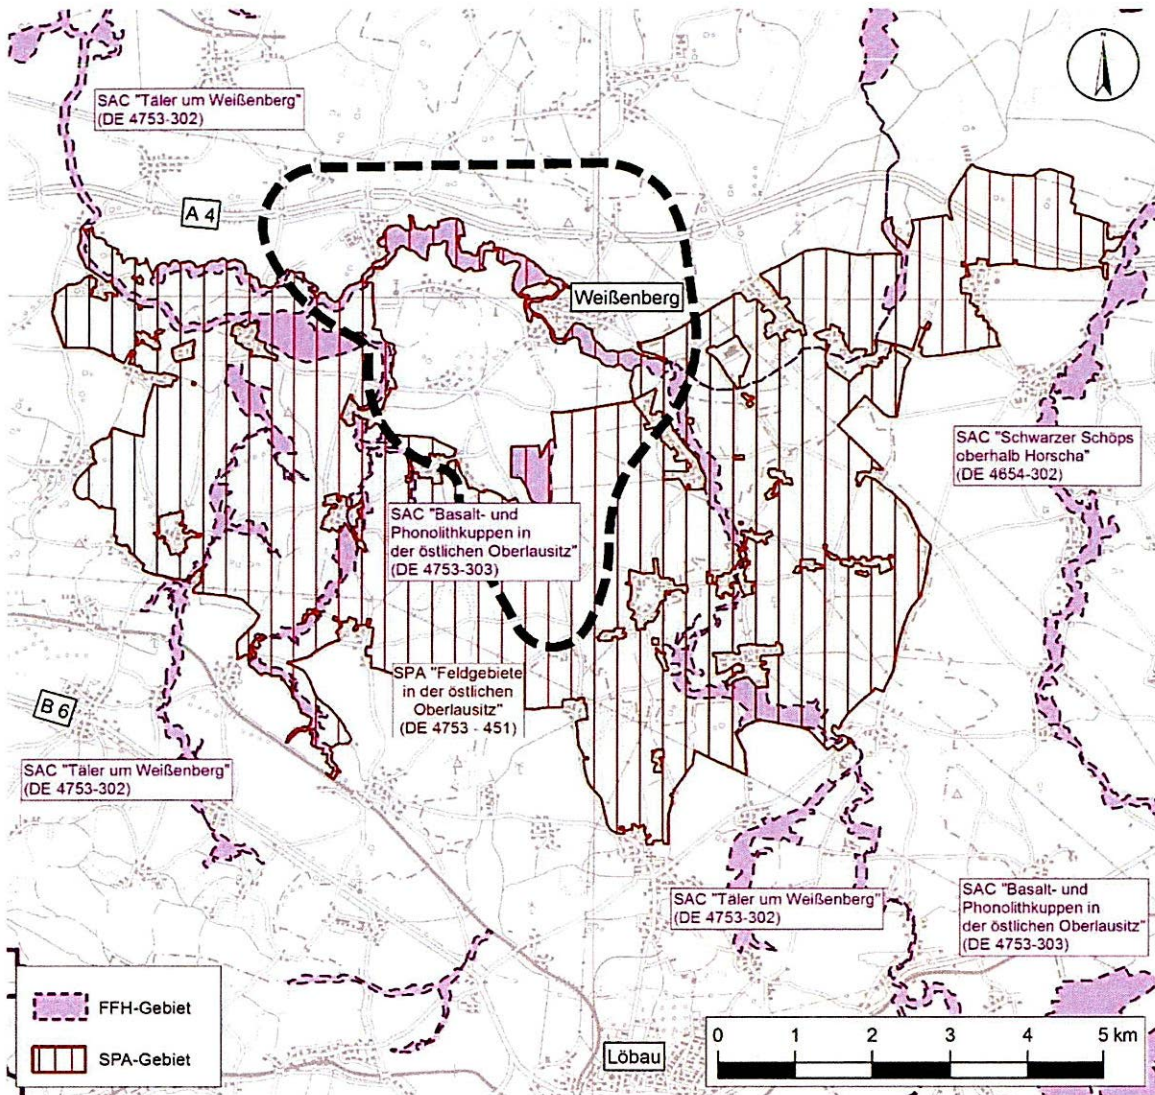 N
SAC "Täler um Weißenberg"
(DE 4753-302)
A 4
Weißenberg
SAC "Schwarzer Schöps
oberhalb Horscha"
(DE 4654-302)
SAC "Basalt- und
Phonolithkuppen in
der östlichen Oberlausitz"
(DE 4753-303)
SPA "Feldgebiete
in der östlichen
Oberlausitz"
(DE 4753 - 451)
B 6
SAC "Täler um Weißenberg"
(DE 4753-302)
SAC "Täler um Weißenberg"
(DE 4753-302)
SAC "Basalt- und
Phonolithkuppen in
der östlichen Oberlausitz"
(DE 4753-303)
FFH-Gebiet
SPA-Gebiet
Löbau
0 1 2 3 4 5 km